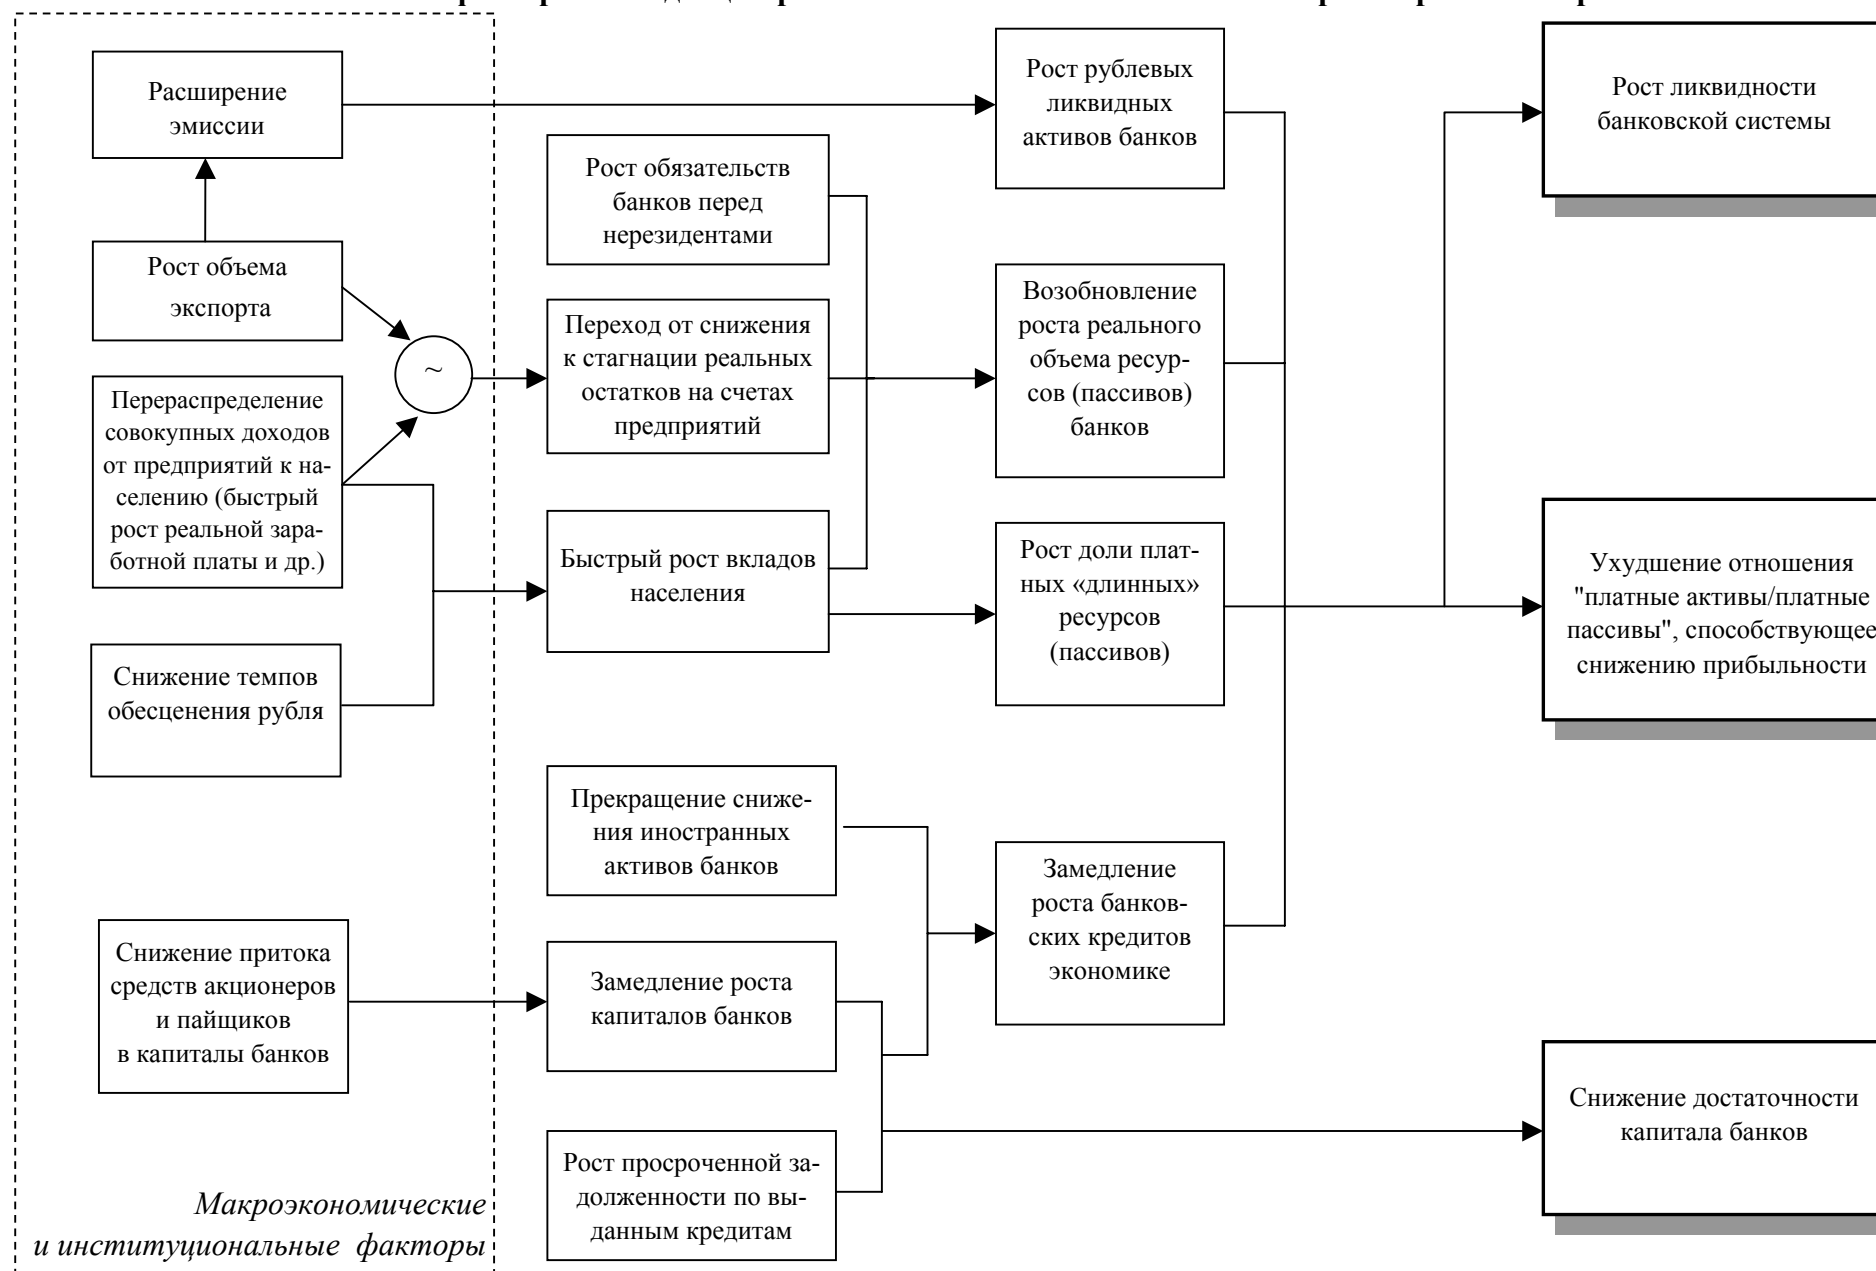 Расширение
эмиссии
Рост объема
экспорта
Перераспределение
совокупных доходов
от предприятий к на-
селению (быстрый
рост реальной зара-
ботной платы и др.)
Снижение темпов
обесценения рубля
Снижение притока
средств акционеров
и пайщиков
в капиталы банков
Макроэкономические
и институциональные факторы
~
Рост обязательств
банков перед
нерезидентами
Переход от снижения
к стагнации реальных
остатков на счетах
предприятий
Быстрый рост вкладов
населения
Прекращение сниже-
ния иностранных
активов банков
Замедление роста
капиталов банков
Рост просроченной за-
долженности по вы-
данным кредитам
Рост рублевых
ликвидных
активов банков
Возобновление
роста реального
объема ресур-
сов (пассивов)
банков
Рост доли плат-
ных «длинных»
ресурсов
(пассивов)
Замедление
роста банков-
ских кредитов
экономике
Рост ликвидности
банковской системы
Ухудшение отношения
"платные активы/платные
пассивы", способствующее
снижению прибыльности
Снижение достаточности
капитала банков